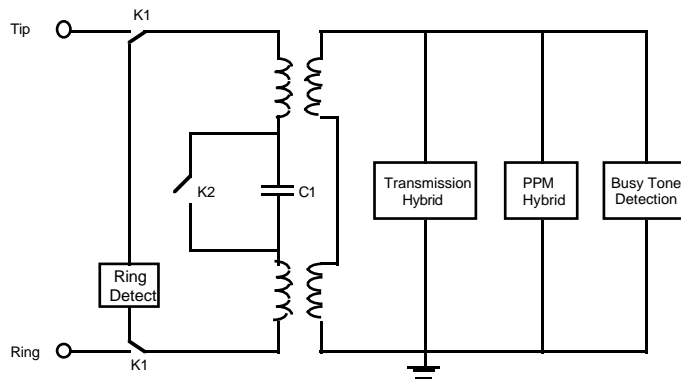 K1
Tip
K2
C1
Transmission
Hybrid
PPM
Hybrid
Busy Tone
Detection
Ring
Detect
Ring
K1